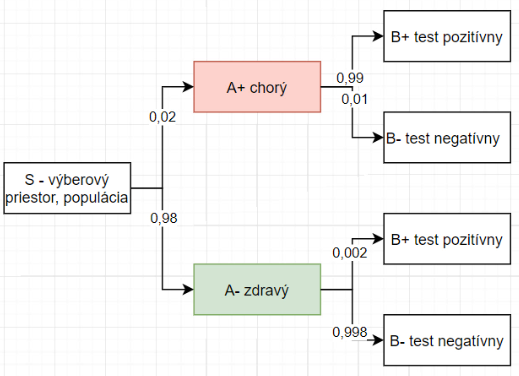 B+ test pozitívny
0,99
A+ chorý
0,01
0,02
B- test negatívny
S - výberový
priestor, populácia
0,98
B+ test pozitívny
0,002
A- zdravý
0,998
B- test negatívny